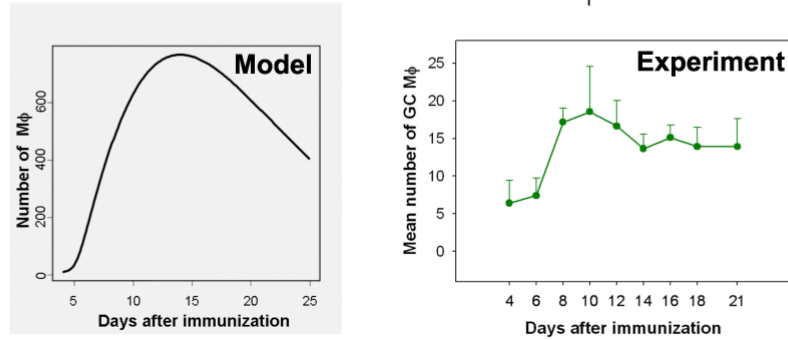 Model
Number of Mϕ
600
400
200
0
5 10 15 20 25
Days after immunization
Experiment
Mean number of GC Mϕ
25
20
15
10
5
0
4 6 8 10 12 14 16 18 21
Days after immunization